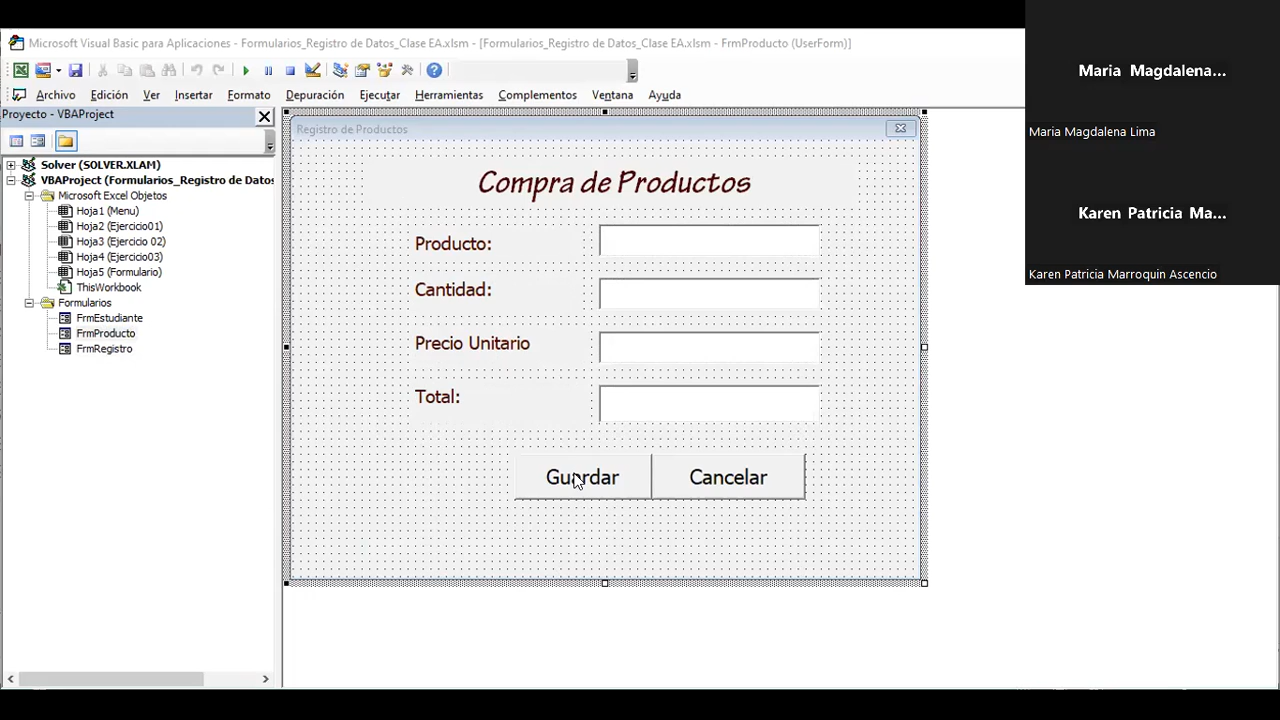 Microsoft Visual Basic para Aplicaciones - Formularios_Registro de Datos_Clase EA.xlsm - [Formularios_Registro de Datos_Clase EA.xlsm - FrmProducto (UserForm)]
Archivo Edición Ver Insertar Formato Depuración Ejecutar Herramientas Complementos Ventana Ayuda
Proyecto - VBAProject
Solver (SOLVER.XLAM)
VBAProject (Formularios_Registro de Datos
Microsoft Excel Objetos
Hoja1 (Menu)
Hoja2 (Ejercicio01)
Hoja3 (Ejercicio 02)
Hoja4 (Ejercicio03)
Hoja5 (Formulario)
ThisWorkbook
Formularios
FrmEstudiante
FrmProducto
FrmRegistro
Registro de Productos
Compra de Productos
Producto:
Cantidad:
Precio Unitario
Total:
Guardar
Cancelar
Maria Magdalena...
Maria Magdalena Lima
Karen Patricia Ma...
Karen Patricia Marroquin Ascencio